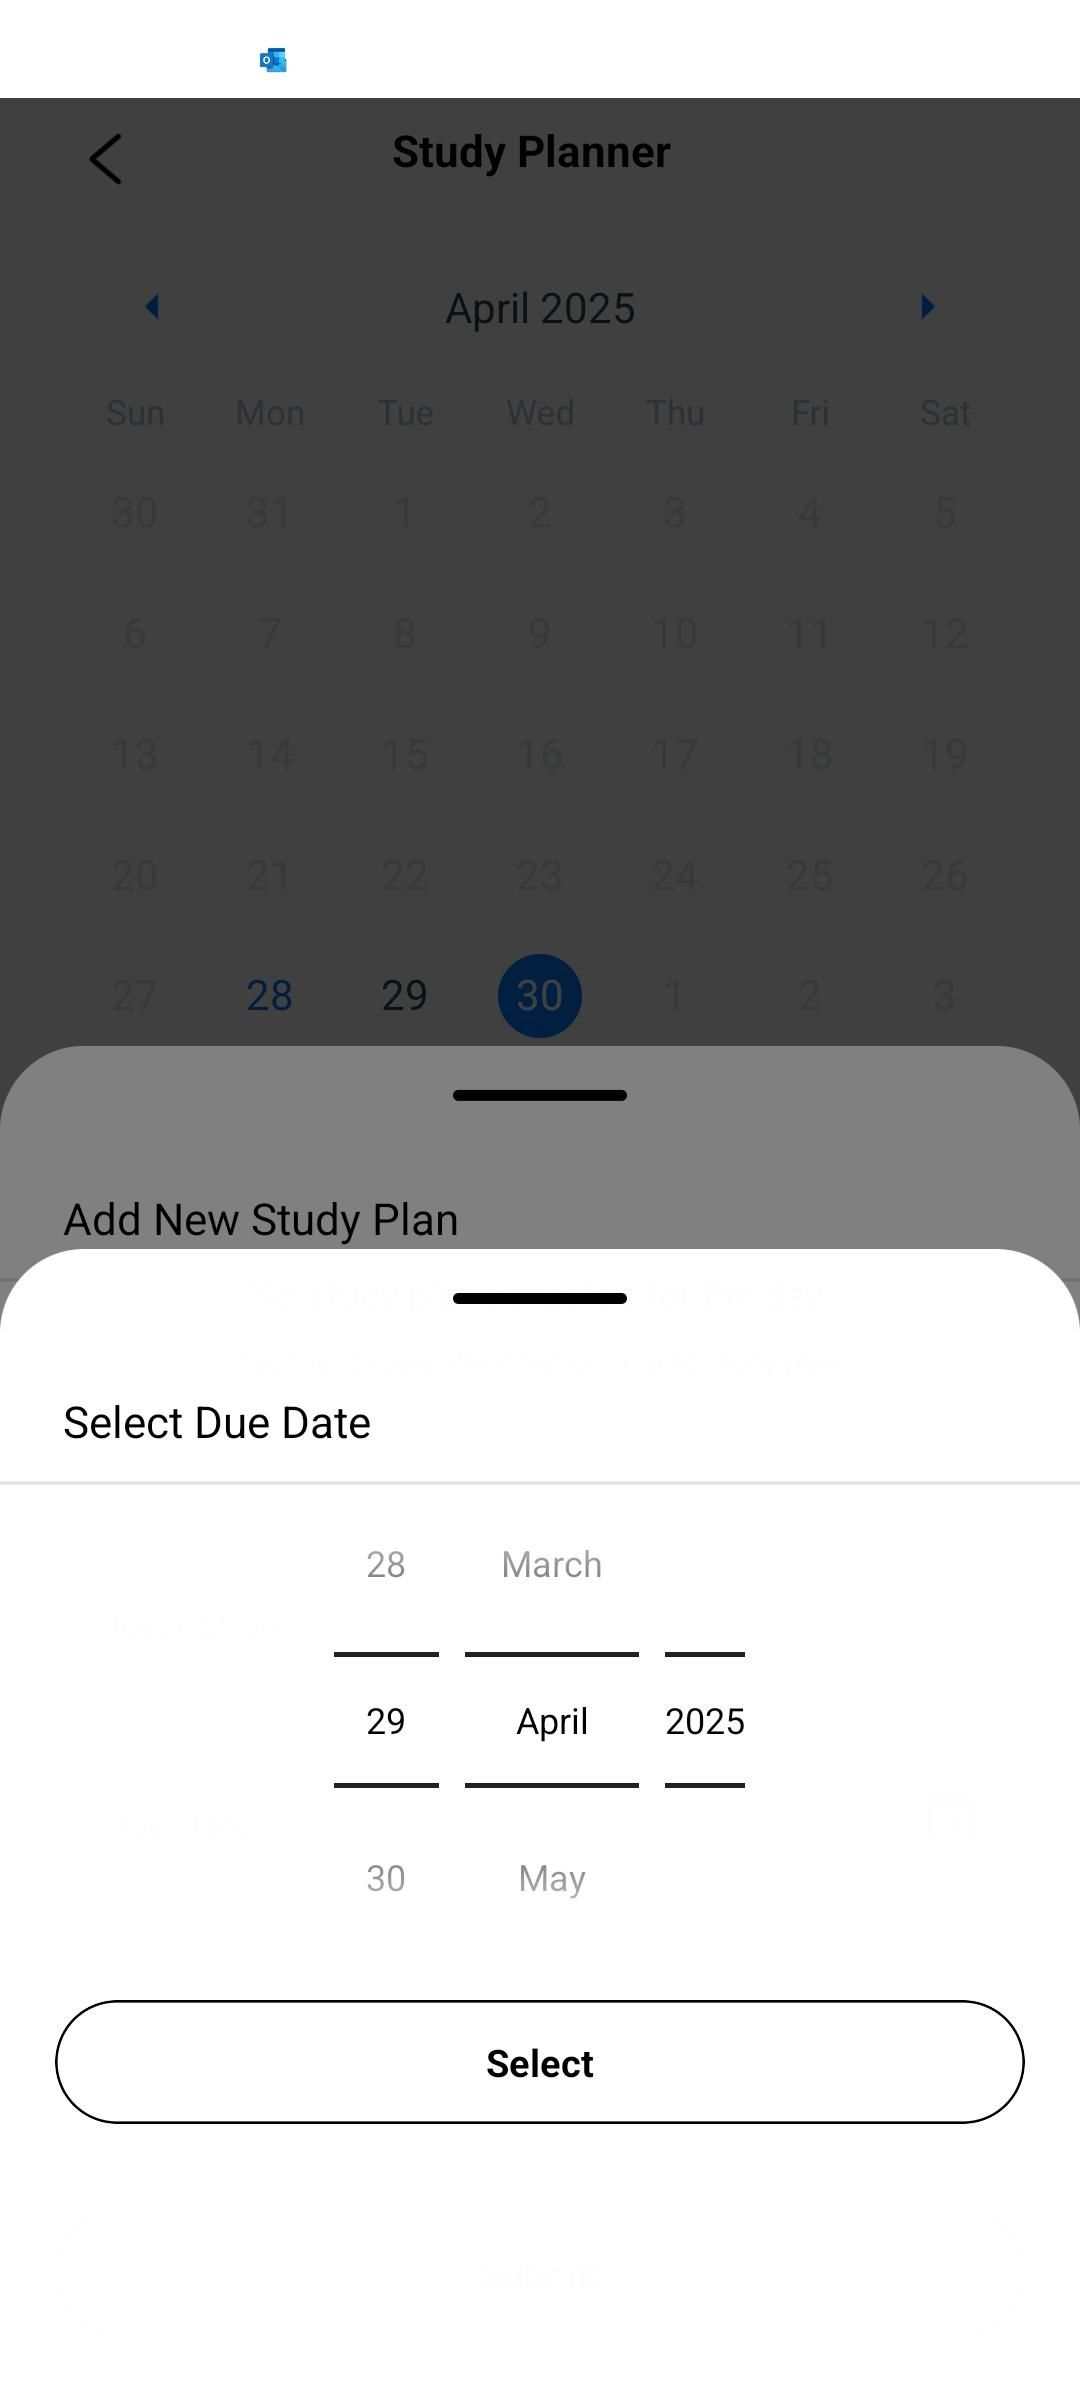 Study Planner
April 2025
Sun Mon Tue Wed Thu Fri Sat
30 31 1 2 3 4 5
6 7 8 9 10 11 12
13 14 15 16 17 18 19
20 21 22 23 24 25 26
27 28 29 30 1 2 3
Add New Study Plan
Select Due Date
28 March
29 April 2025
30 May
Select